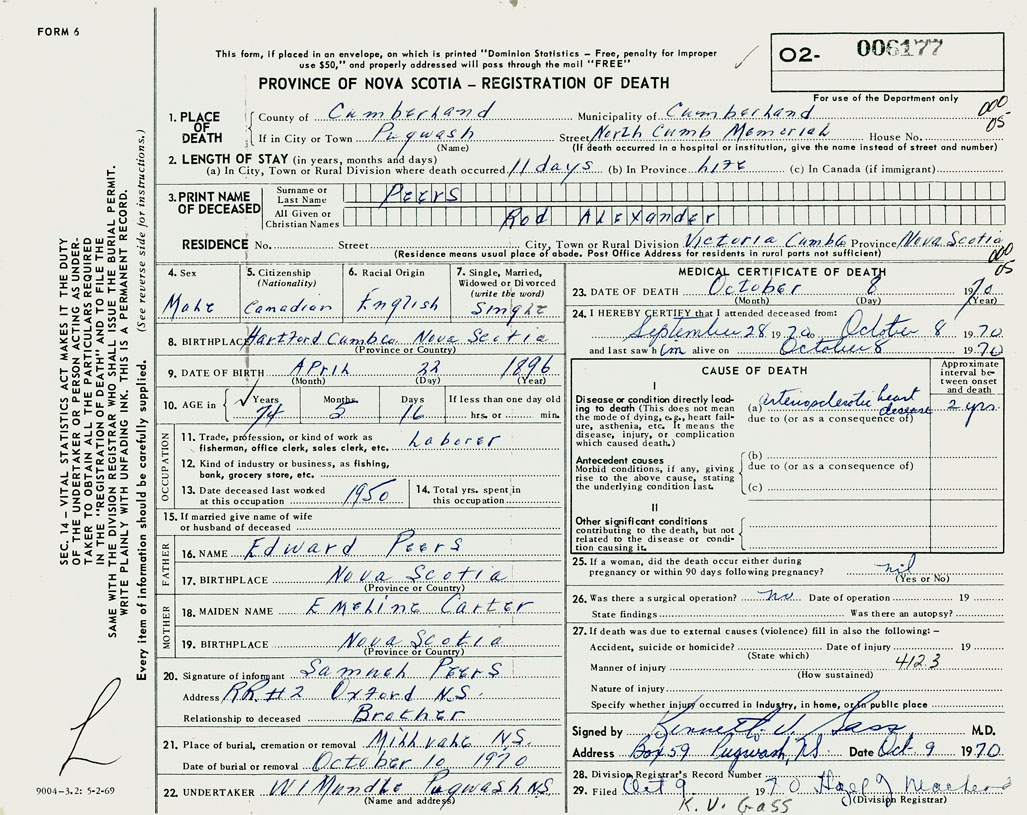 FORM 6
This form, if placed in an envelope, on which is printed "Dominion Statistics — Free, penalty for improper
use $50," and properly addressed will pass through the mail "FREE"
PROVINCE OF NOVA SCOTIA — REGISTRATION OF DEATH
O2- 006177
For use of the Department only
000
05
1. PLACE OF DEATH
County of Cumberland Municipality of Cumberland
If in City or Town Pugwash Street North Cumb Memorial House No.
(Name) (If death occurred in a hospital or institution, give the name instead of street and number)
2. LENGTH OF STAY (in years, months and days)
(a) In City, Town or Rural Division where death occurred 11 days (b) In Province life (c) In Canada (if immigrant)
3. PRINT NAME OF DECEASED
Surname or Last Name Peers
All Given or Christian Names Rod Alexander
RESIDENCE No. Street City, Town or Rural Division Victoria Cumb Co Province Nova Scotia
(Residence means usual place of abode. Post Office Address for residents in rural parts not sufficient)
000
05
4. Sex
Male
5. Citizenship
(Nationality)
Canadian
6. Racial Origin
English
7. Single, Married,
Widowed or Divorced
(write the word)
Single
8. BIRTHPLACE Hartford Cumb Co. Nova Scotia
(Province or Country)
9. DATE OF BIRTH April 22 1896
(Month) (Day) (Year)
10. AGE in Years Months Days If less than one day old
74 5 16 hrs. or min.
OCCUPATION
11. Trade, profession, or kind of work as
fisherman, office clerk, sales clerk, etc. Laborer
12. Kind of industry or business, as fishing,
bank, grocery store, etc.
13. Date deceased last worked
at this occupation 1950
14. Total yrs. spent in
this occupation
15. If married give name of wife
or husband of deceased
FATHER
16. NAME Edward Peers
17. BIRTHPLACE Nova Scotia
(Province or Country)
MOTHER
18. MAIDEN NAME Emeline Carter
19. BIRTHPLACE Nova Scotia
(Province or Country)
20. Signature of informant Samuel Peers
Address RR#2 Oxford N.S.
Relationship to deceased Brother
21. Place of burial, cremation or removal Millvale N.S.
Date of burial or removal October 10 1970
22. UNDERTAKER Pugwash NS
(Name and address)
MEDICAL CERTIFICATE OF DEATH
23. DATE OF DEATH October 8 1970
(Month) (Day) (Year)
24. I HEREBY CERTIFY that I attended deceased from:
September 28 1970 to October 8 1970
and last saw him alive on October 8 1970
CAUSE OF DEATH
Approximate
interval be-
tween onset
and death
I
Disease or condition directly lead-
ing to death (This does not
mean the mode of dying, e.g., heart fail-
ure, asthenia, etc. It means the
disease, injury, or complication
which caused death.)
(a) arteriosclerotic heart disease 2 yrs.
due to (or as a consequence of)
Antecedent causes
Morbid conditions, if any, giving
rise to the above cause, stating
the underlying condition last.
(b)
due to (or as a consequence of)
(c)
II
Other significant conditions
contributing to the death, but not
related to the disease or condi-
tion causing it.
25. If a woman, did the death occur either during
pregnancy or within 90 days following pregnancy? nil
(Yes or No)
26. Was there a surgical operation? no Date of operation 19
State findings Was there an autopsy?
27. If death was due to external causes (violence) fill in also the following: —
Accident, suicide or homicide? Date of injury 19
(State which)
Manner of injury 4123
(How sustained)
Nature of injury
Specify whether injury occurred in Industry, in home, or in public place
Signed by Kenneth V. Gass M.D.
Address Box 59 Pugwash, NS Date Oct 9 1970
28. Division Registrar's Record Number
29. Filed Oct 9 1970
(Division Registrar)
K. V. Gass
SEC. 14 — VITAL STATISTICS ACT MAKES IT THE DUTY
OF THE UNDERTAKER OR PERSON ACTING AS UNDER-
TAKER TO OBTAIN ALL THE PARTICULARS REQUIRED
IN THE "REGISTRATION OF DEATH" AND TO FILE THE
SAME WITH THE DIVISION REGISTRAR WHO SHALL ISSUE THE BURIAL PERMIT.
WRITE PLAINLY WITH UNFADING INK. THIS IS A PERMANENT RECORD.
Every item of information should be carefully supplied. (See reverse side for instructions.)
9004-3.2: 5-2-69